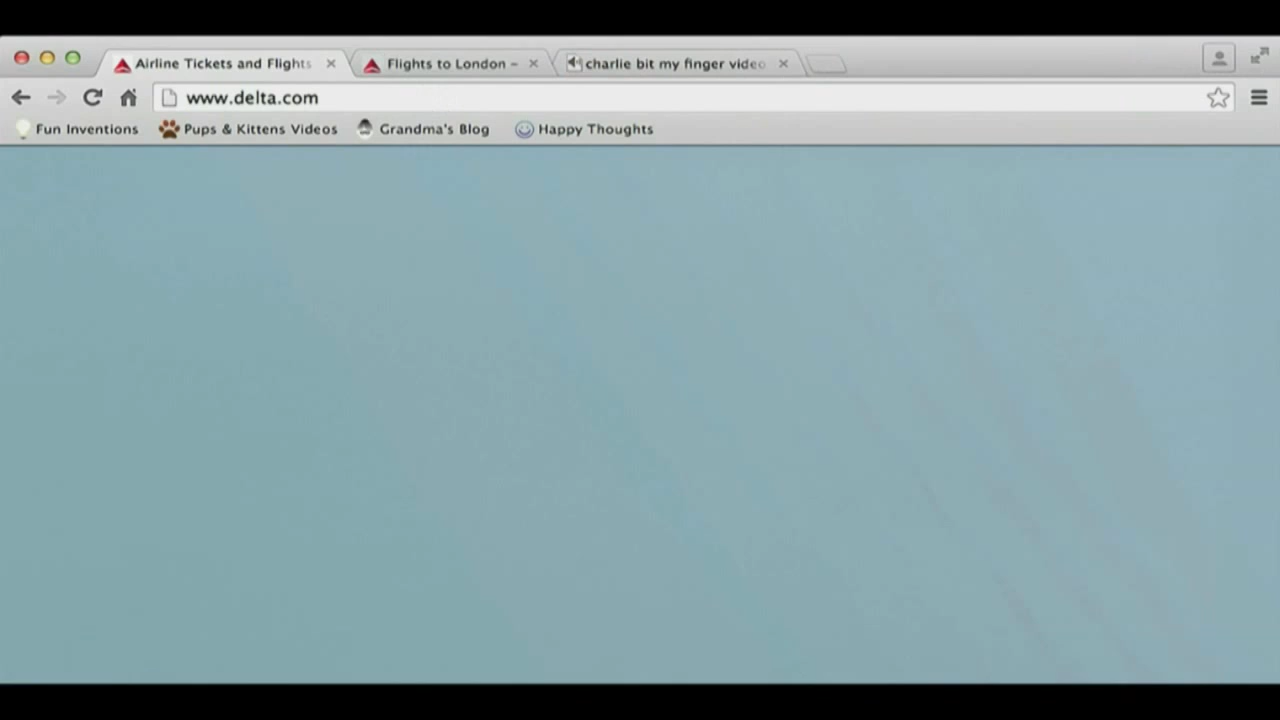 Airline Tickets and Flights
Flights to London –
charlie bit my finger video
www.delta.com
Fun Inventions
Pups & Kittens Videos
Grandma's Blog
Happy Thoughts